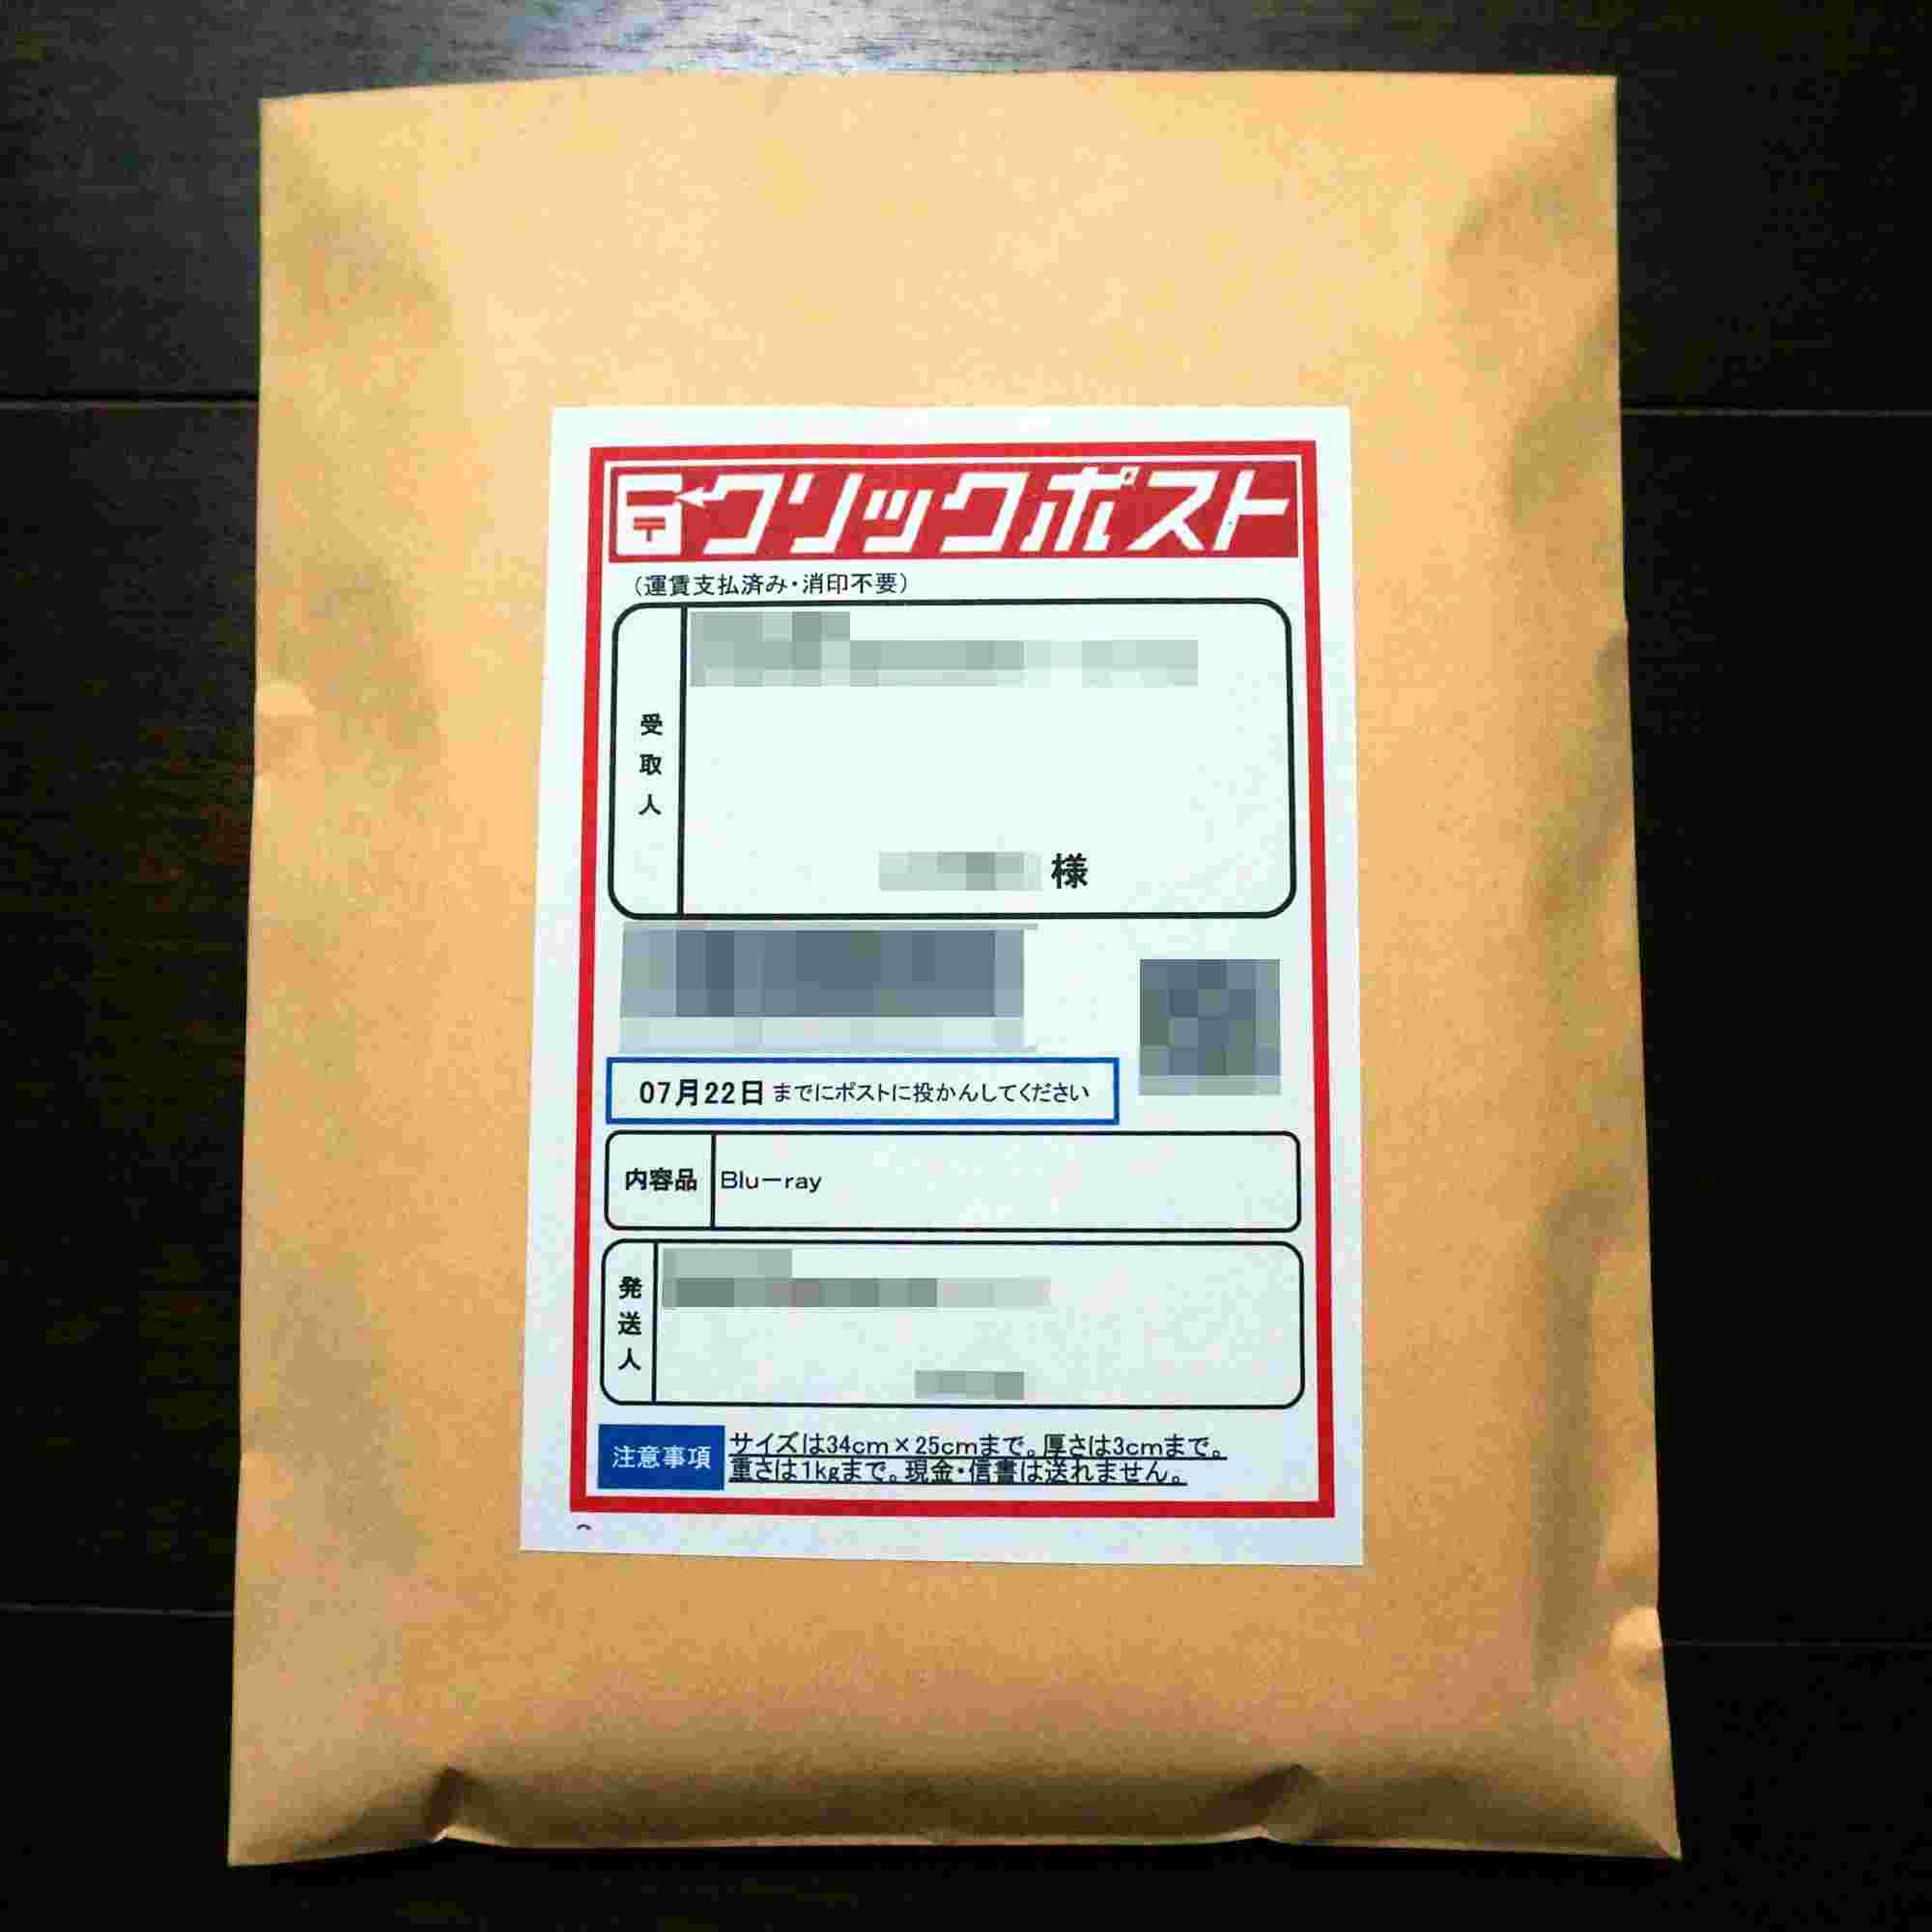 クリックポスト
（運賃支払済み・消印不要）
受取人
様
07月22日 までにポストに投かんしてください
内容品 Blu－ray
発送人
注意事項
サイズは34cm×25cmまで。厚さは3cmまで。
重さは1kgまで。現金・信書は送れません。